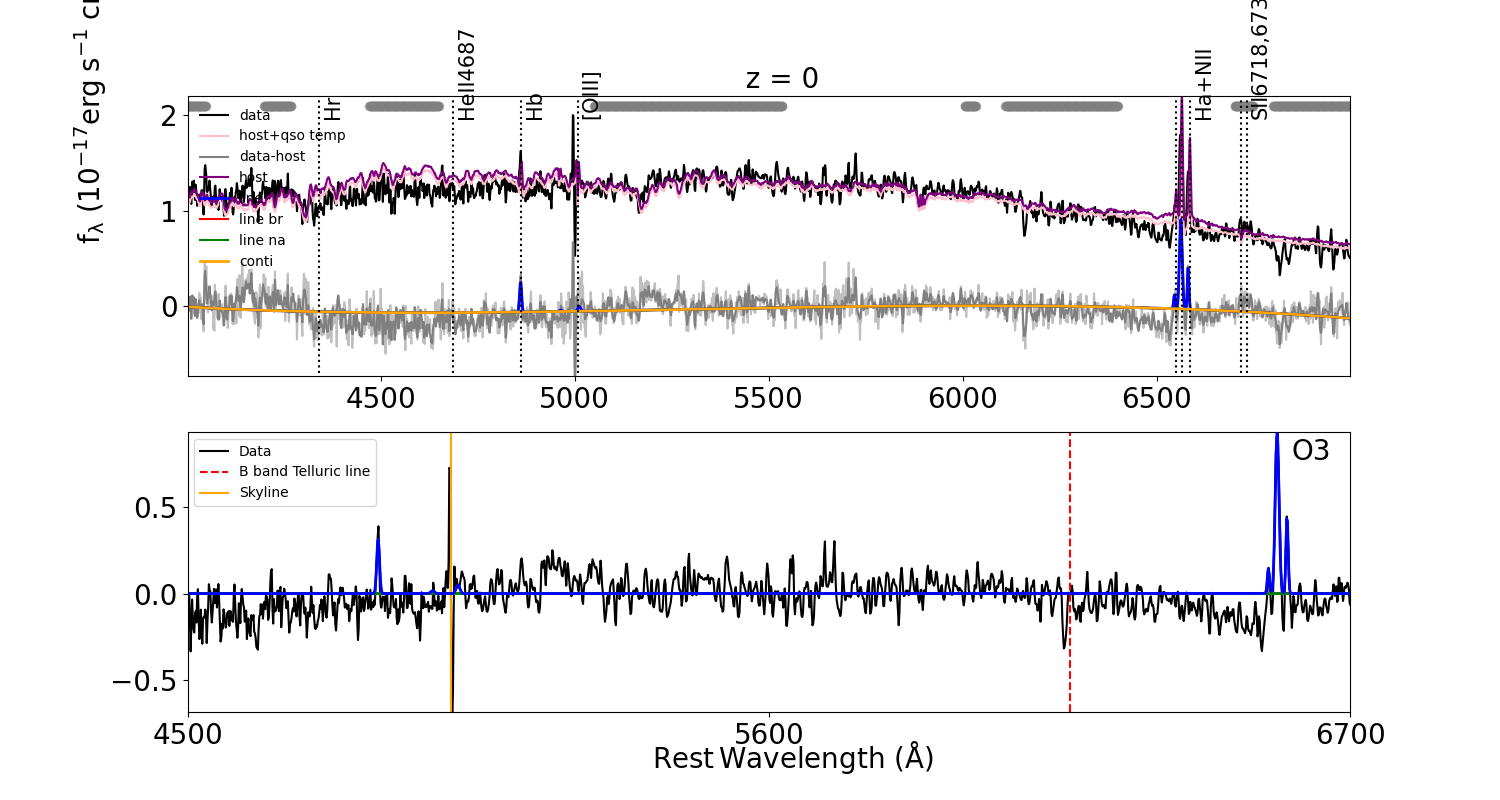 z = 0
fλ (10⁻¹⁷erg s⁻¹ c
Hr
HeII4687
Hb
[OIII]
Ha+NII
SII6718,673
data
host+qso temp
data-host
host
line br
line na
conti
2
1
0
4500
5000
5500
6000
6500
Data
B band Telluric line
Skyline
O3
0.5
0.0
−0.5
4500
5600
6700
Rest Wavelength (Å)